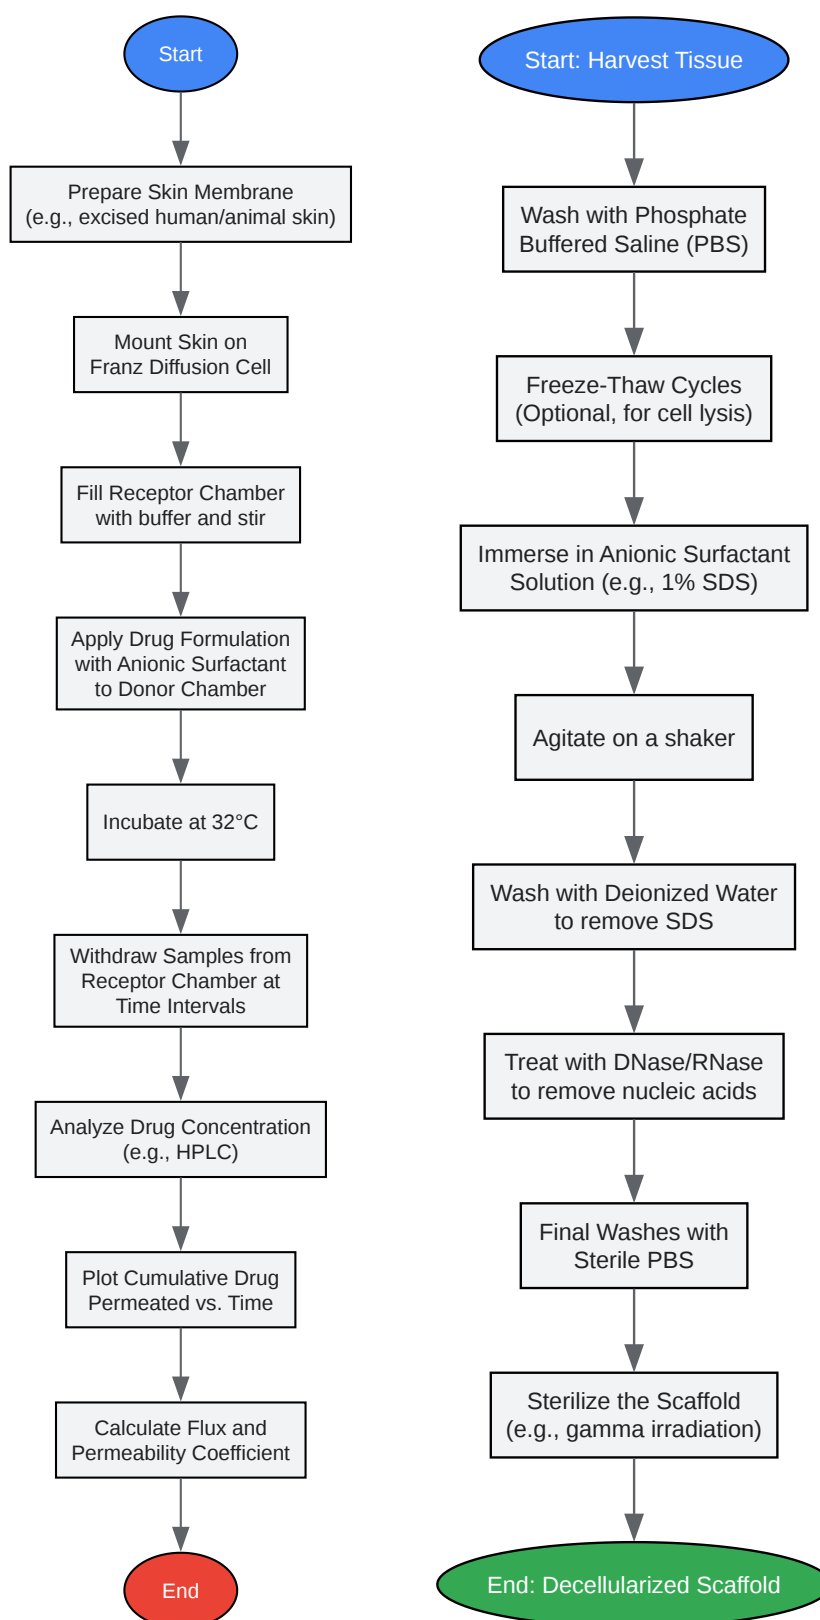 Start
Prepare Skin Membrane
(e.g., excised human/animal skin)
Mount Skin on
Franz Diffusion Cell
Fill Receptor Chamber
with buffer and stir
Apply Drug Formulation
with Anionic Surfactant
to Donor Chamber
Incubate at 32°C
Withdraw Samples from
Receptor Chamber at
Time Intervals
Analyze Drug Concentration
(e.g., HPLC)
Plot Cumulative Drug
Permeated vs. Time
Calculate Flux and
Permeability Coefficient
End
Start: Harvest Tissue
Wash with Phosphate
Buffered Saline (PBS)
Freeze-Thaw Cycles
(Optional, for cell lysis)
Immerse in Anionic Surfactant
Solution (e.g., 1% SDS)
Agitate on a shaker
Wash with Deionized Water
to remove SDS
Treat with DNase/RNase
to remove nucleic acids
Final Washes with
Sterile PBS
Sterilize the Scaffold
(e.g., gamma irradiation)
End: Decellularized Scaffold